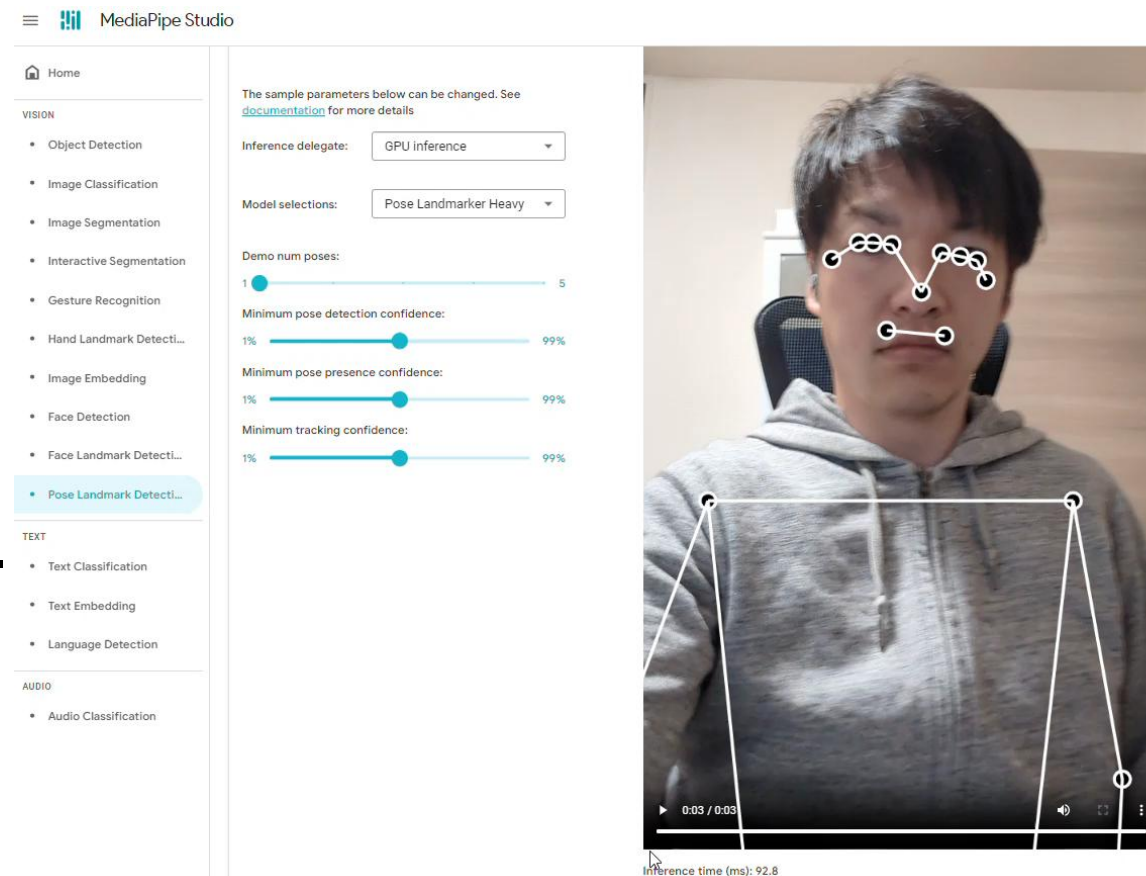 MediaPipe Studio
Home
VISION
Object Detection
Image Classification
Image Segmentation
Interactive Segmentation
Gesture Recognition
Hand Landmark Detecti...
Image Embedding
Face Detection
Face Landmark Detecti...
Pose Landmark Detecti...
TEXT
Text Classification
Text Embedding
Language Detection
AUDIO
Audio Classification
The sample parameters below can be changed. See
documentation for more details
Inference delegate: GPU inference
Model selections: Pose Landmarker Heavy
Demo num poses:
1 5
Minimum pose detection confidence:
1% 99%
Minimum pose presence confidence:
1% 99%
Minimum tracking confidence:
1% 99%
0:03 / 0:03
Inference time (ms): 92.8